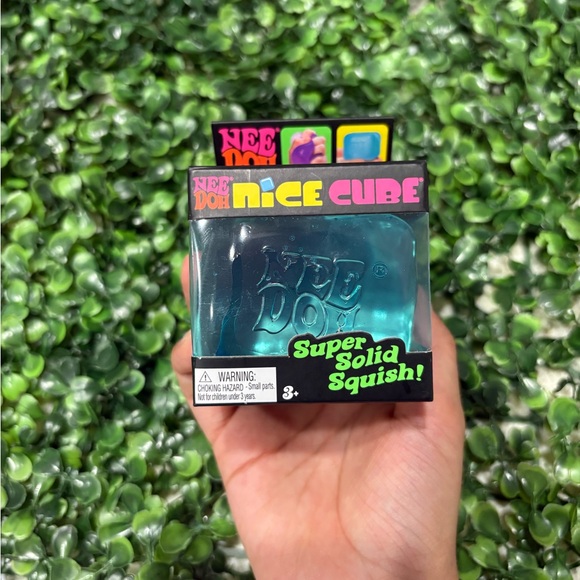 NEE
DOH
NEE®
DOH NICE CUBE®
NEE
DOH ®
Super
Solid
Squish!
⚠ WARNING:
CHOKING HAZARD - Small parts.
Not for children under 3 years.
3+